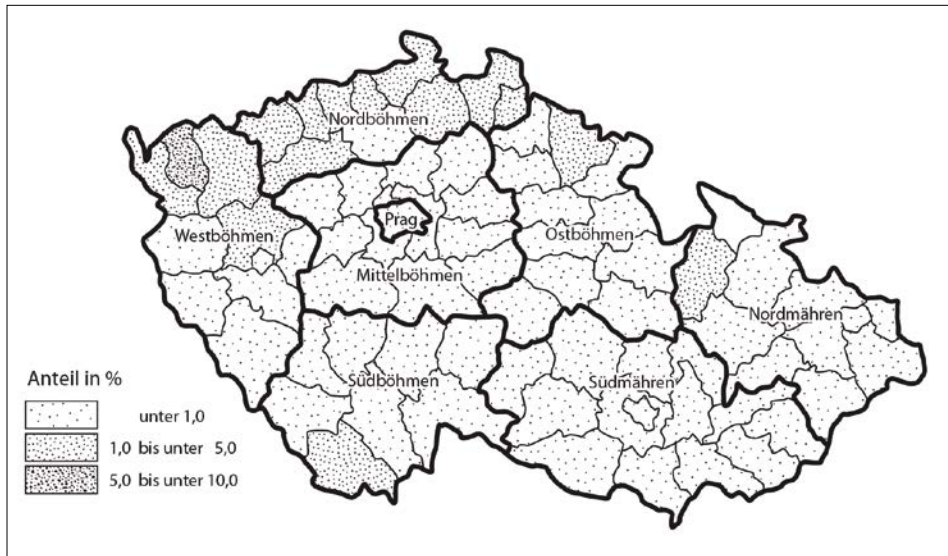 Nordböhmen
Prag
Westböhmen
Ostböhmen
Mittelböhmen
Nordmähren
Anteil in %
Südböhmen
Südmähren
unter 1,0
1,0 bis unter 5,0
5,0 bis unter 10,0